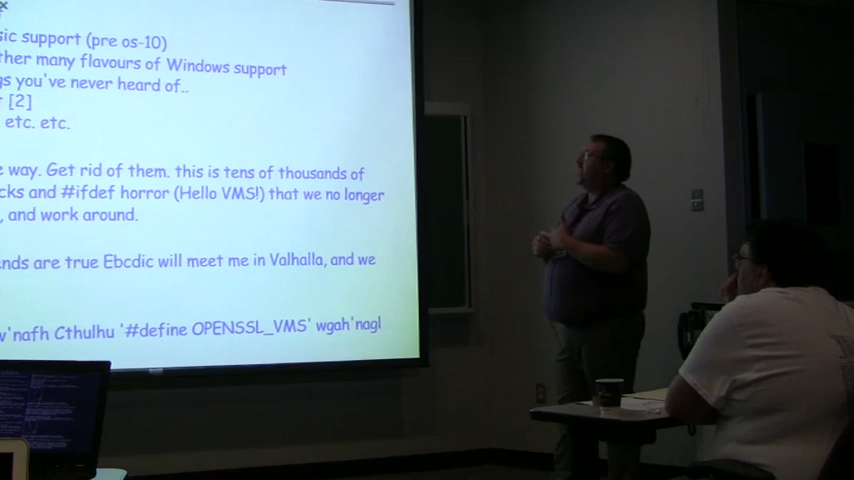 sic support (pre os-10)
ther many flavours of Windows support
gs you've never heard of..
[2]
etc. etc.
way. Get rid of them. this is tens of thousands of
cks and #ifdef horror (Hello VMS!) that we no longer
, and work around.
nds are true Ebcdic will meet me in Valhalla, and we
w'nafh Cthulhu '#define OPENSSL_VMS' wgah'nagl